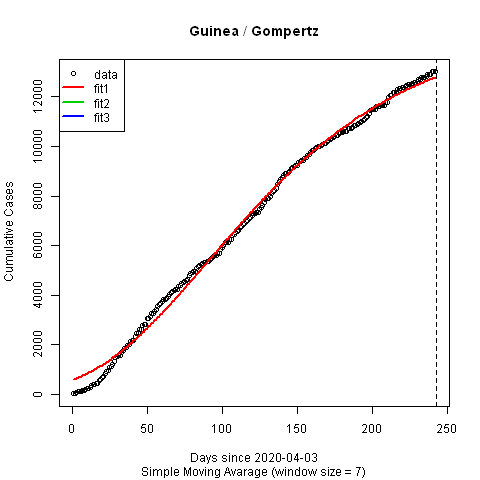 Guinea / Gompertz
data
fit1
fit2
fit3
Cumulative Cases
0
2000
4000
6000
8000
10000
12000
0 50 100 150 200 250
Days since 2020-04-03
Simple Moving Avarage (window size = 7)